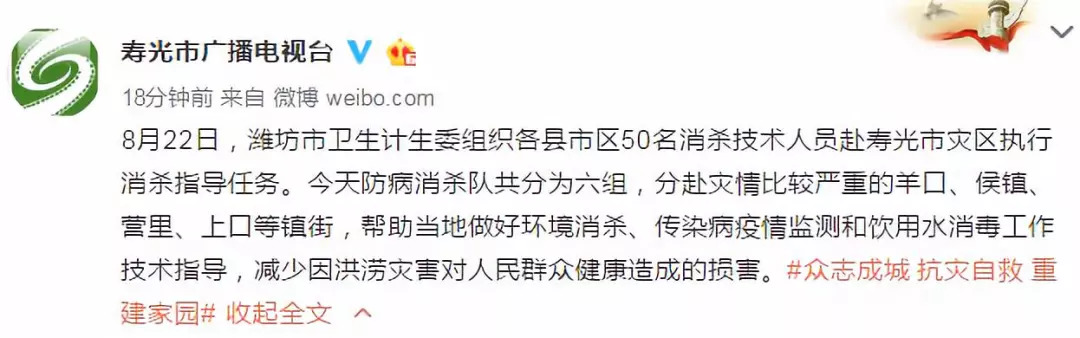 寿光市广播电视台
18分钟前 来自 微博 weibo.com
8月22日，潍坊市卫生计生委组织各县市区50名消杀技术人员赴寿光市灾区执行
消杀指导任务。今天防病消杀队共分为六组，分赴灾情比较严重的羊口、侯镇、
营里、上口等镇街，帮助当地做好环境消杀、传染病疫情监测和饮用水消毒工作
技术指导，减少因洪涝灾害对人民群众健康造成的损害。#众志成城 抗灾自救 重
建家园# 收起全文